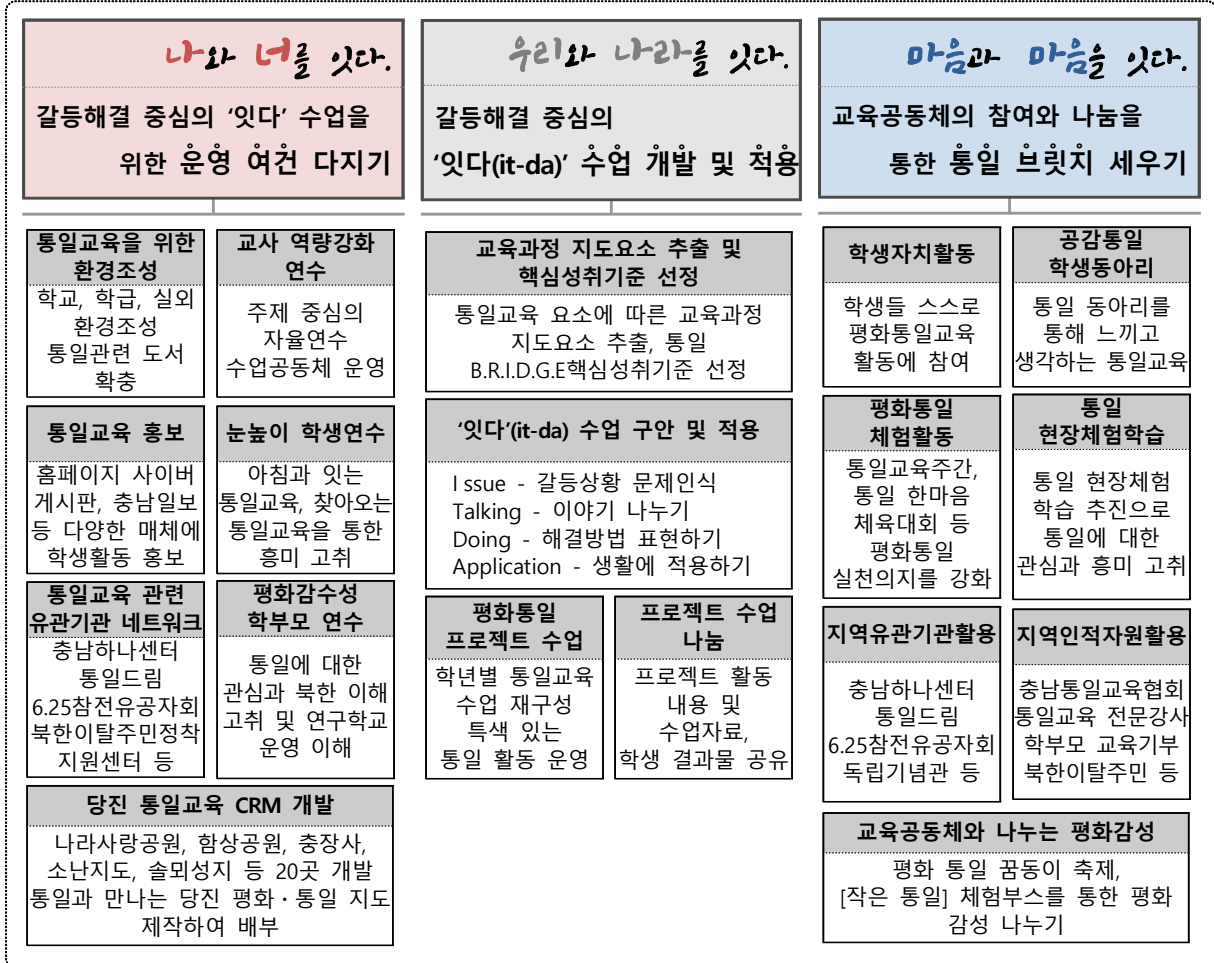 나와 너를 잇다.
갈등해결 중심의 ‘잇다’ 수업을
위한 운영 여건 다지기
통일교육을 위한
환경조성
학교, 학급, 실외
환경조성
통일관련 도서
확충
교사 역량강화
연수
주제 중심의
자율연수
수업공동체 운영
통일교육 홍보
홈페이지 사이버
게시판, 충남일보
등 다양한 매체에
학생활동 홍보
눈높이 학생연수
아침과 잇는
통일교육, 찾아오는
통일교육을 통한
흥미 고취
통일교육 관련
유관기관 네트워크
충남하나센터
통일드림
6.25참전유공자회
북한이탈주민정착
지원센터 등
평화감수성
학부모 연수
통일에 대한
관심과 북한 이해
고취 및 연구학교
운영 이해
당진 통일교육 CRM 개발
나라사랑공원, 함상공원, 충장사,
소난지도, 솔뫼성지 등 20곳 개발
통일과 만나는 당진 평화·통일 지도
제작하여 배부
우리와 나라를 잇다.
갈등해결 중심의
‘잇다(it-da)’ 수업 개발 및 적용
교육과정 지도요소 추출 및
핵심성취기준 선정
통일교육 요소에 따른 교육과정
지도요소 추출, 통일
B.R.I.D.G.E핵심성취기준 선정
‘잇다’(it-da) 수업 구안 및 적용
Issue - 갈등상황 문제인식
Talking - 이야기 나누기
Doing - 해결방법 표현하기
Application - 생활에 적용하기
평화통일
프로젝트 수업
학년별 통일교육
수업 재구성
특색 있는
통일 활동 운영
프로젝트 수업
나눔
프로젝트 활동
내용 및
수업자료,
학생 결과물 공유
마음과 마음을 잇다.
교육공동체의 참여와 나눔을
통한 통일 브릿지 세우기
학생자치활동
학생들 스스로
평화통일교육
활동에 참여
공감통일
학생동아리
통일 동아리를
통해 느끼고
생각하는 통일교육
평화통일
체험활동
통일교육주간,
통일 한마음
체육대회 등
평화통일
실천의지를 강화
통일
현장체험학습
통일 현장체험
학습 추진으로
통일에 대한
관심과 흥미 고취
지역유관기관활용
충남하나센터
통일드림
6.25참전유공자회
독립기념관 등
지역인적자원활용
충남통일교육협회
통일교육 전문강사
학부모 교육기부
북한이탈주민 등
교육공동체와 나누는 평화감성
평화 통일 꿈동이 축제,
[작은 통일] 체험부스를 통한 평화
감성 나누기